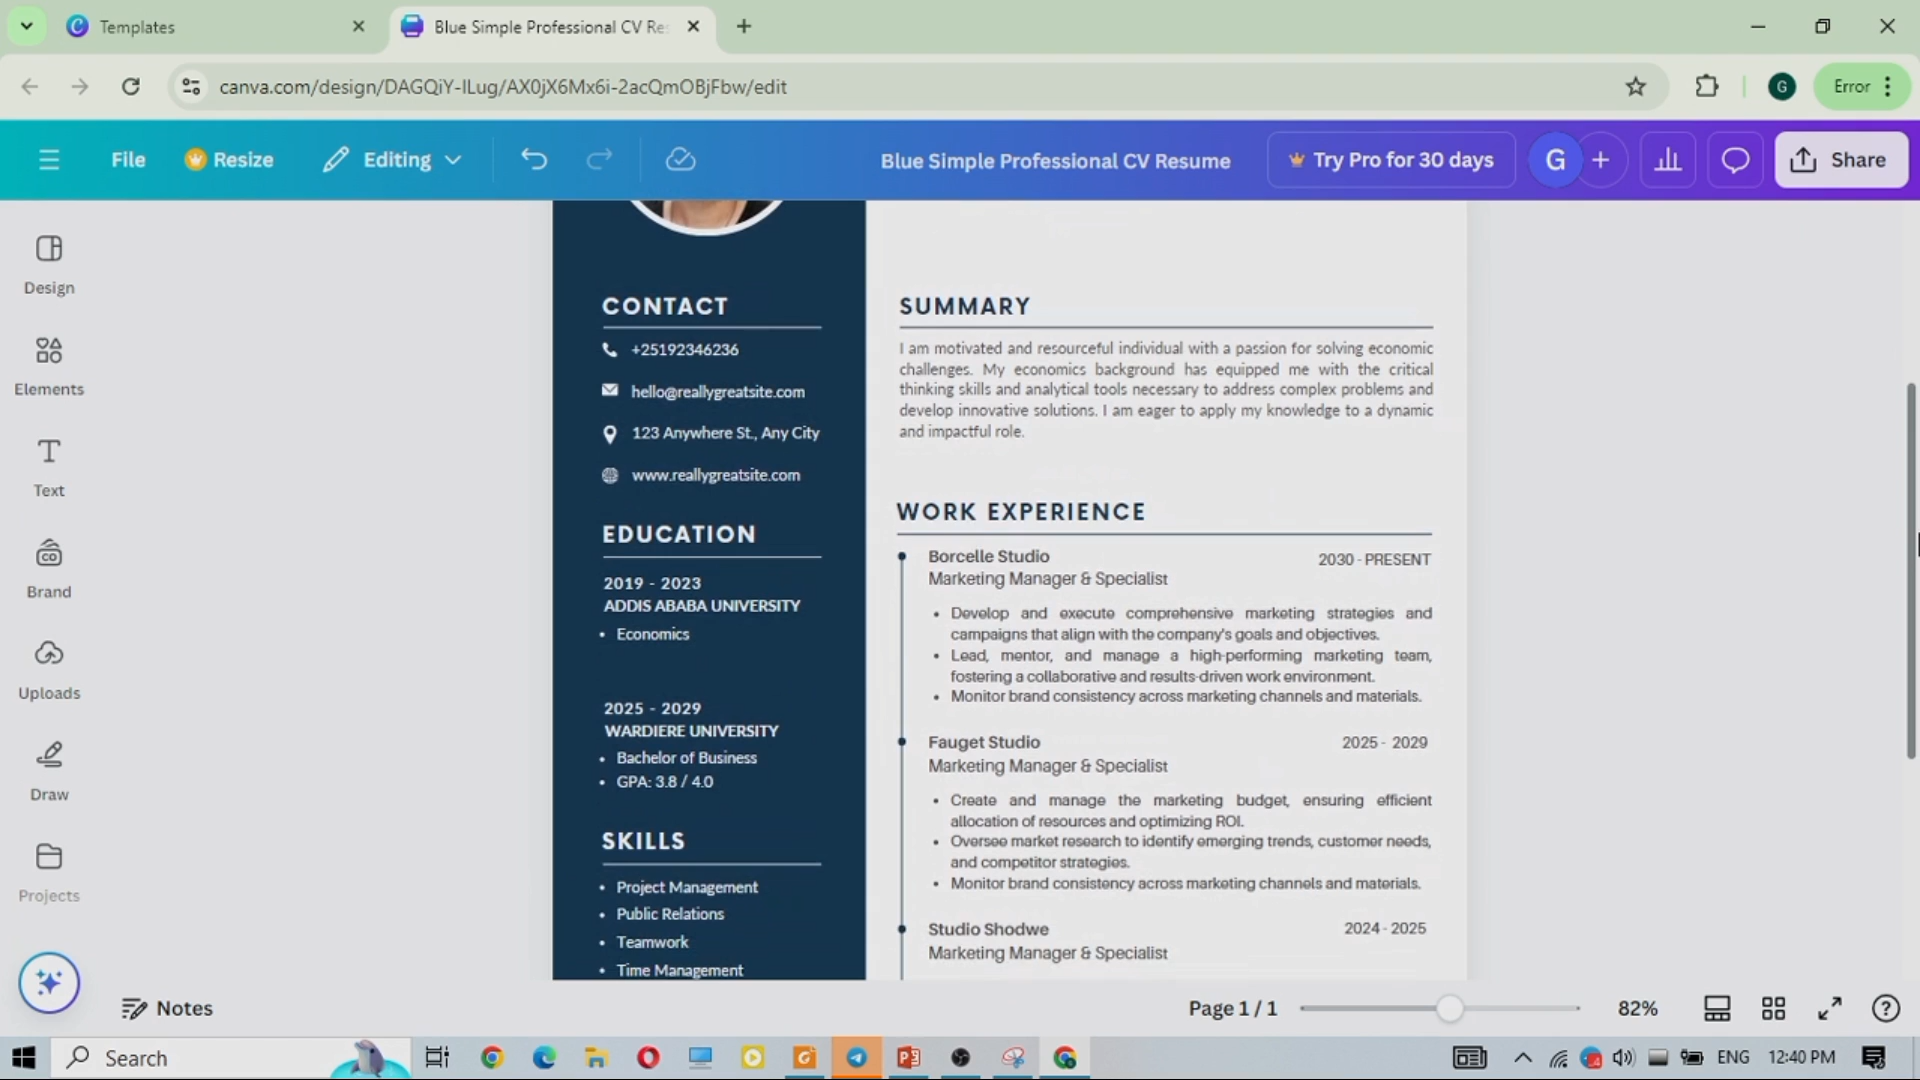 Templates
Blue Simple Professional CV Re
canva.com/design/DAGQiY-ILug/AX0jX6Mx6i-2acQmOBjFbw/edit
G
Error
File
Resize
Editing
Blue Simple Professional CV Resume
Try Pro for 30 days
G
Share
Design
Elements
Text
Brand
Uploads
Draw
Projects
CONTACT
+25192346236
hello@reallygreatsite.com
123 Anywhere St., Any City
www.reallygreatsite.com
EDUCATION
2019 - 2023
ADDIS ABABA UNIVERSITY
• Economics
2025 - 2029
WARDIERE UNIVERSITY
• Bachelor of Business
• GPA: 3.8 / 4.0
SKILLS
• Project Management
• Public Relations
• Teamwork
• Time Management
SUMMARY
I am motivated and resourceful individual with a passion for solving economic
challenges. My economics background has equipped me with the critical
thinking skills and analytical tools necessary to address complex problems and
develop innovative solutions. I am eager to apply my knowledge to a dynamic
and impactful role.
WORK EXPERIENCE
Borcelle Studio
2030 - PRESENT
Marketing Manager & Specialist
• Develop and execute comprehensive marketing strategies and
campaigns that align with the company's goals and objectives.
• Lead, mentor, and manage a high-performing marketing team,
fostering a collaborative and results-driven work environment.
• Monitor brand consistency across marketing channels and materials.
Fauget Studio
2025 - 2029
Marketing Manager & Specialist
• Create and manage the marketing budget, ensuring efficient
allocation of resources and optimizing ROI.
• Oversee market research to identify emerging trends, customer needs,
and competitor strategies.
• Monitor brand consistency across marketing channels and materials.
Studio Shodwe
2024 - 2025
Marketing Manager & Specialist
Notes
Page 1 / 1
82%
Search
ENG
12:40 PM